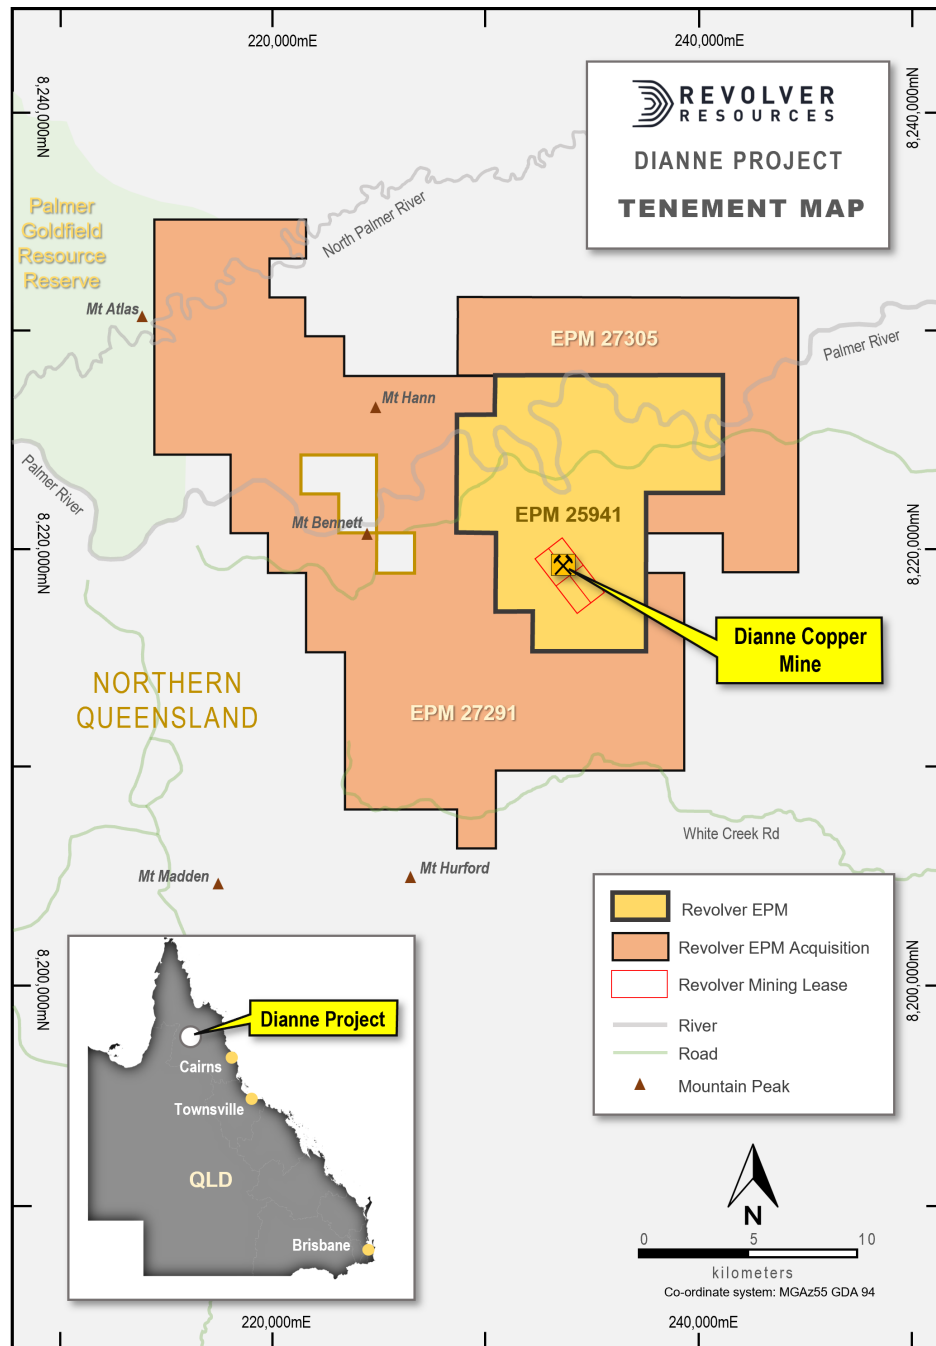 220,000mE
240,000mE
8,240,000mN
8,240,000mN
REVOLVER
RESOURCES
DIANNE PROJECT
TENEMENT MAP
Palmer
Goldfield
Resource
Reserve
North Palmer River
Mt Atlas
EPM 27305
Palmer River
Mt Hann
Palmer River
Mt Bennett
EPM 25941
8,220,000mN
8,220,000mN
Dianne Copper
Mine
NORTHERN
QUEENSLAND
EPM 27291
White Creek Rd
Mt Madden
Mt Hurford
Revolver EPM
Revolver EPM Acquisition
Revolver Mining Lease
River
Road
Mountain Peak
8,200,000mN
8,200,000mN
Dianne Project
Cairns
Townsville
QLD
Brisbane
N
0 5 10
kilometers
Co-ordinate system: MGAz55 GDA 94
220,000mE
240,000mE